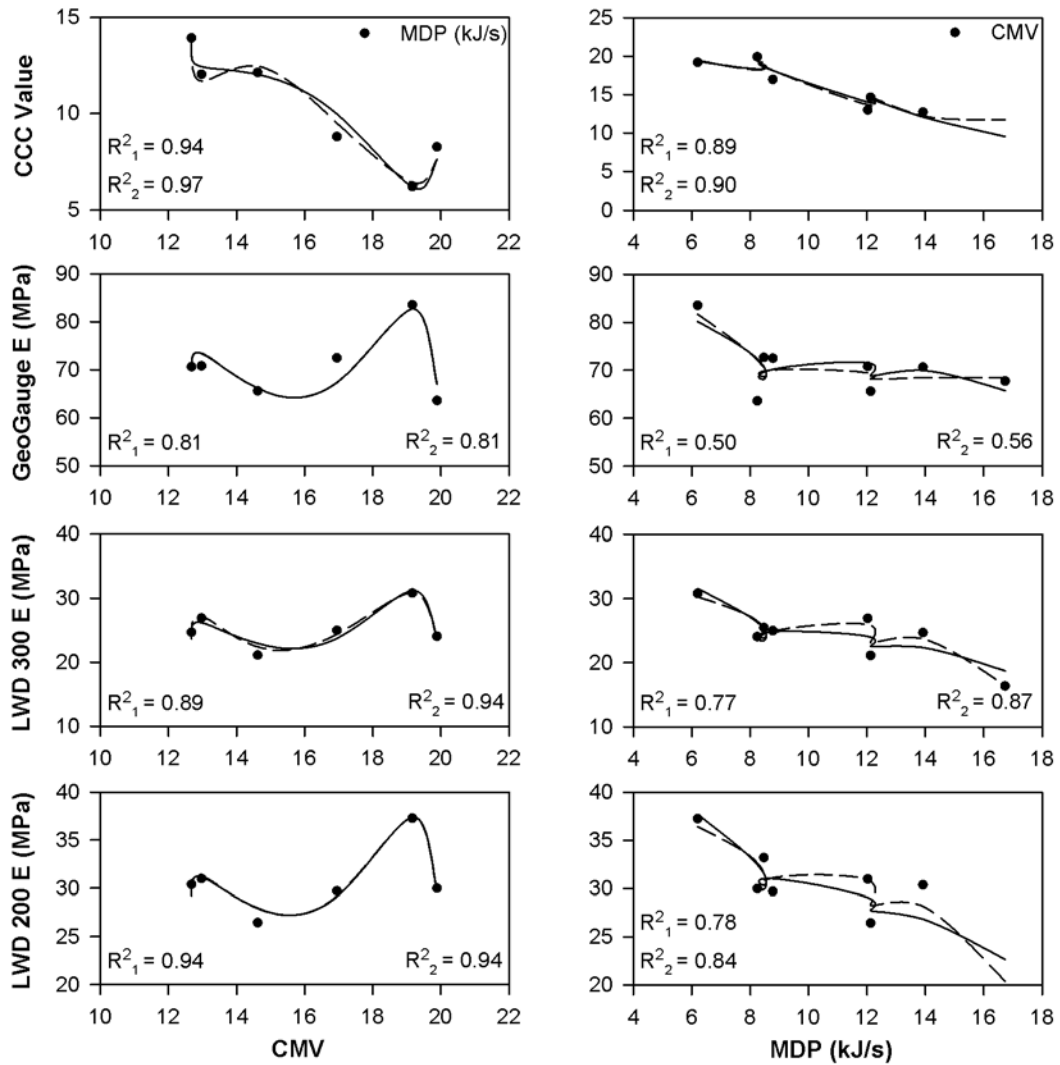 CCC Value
15
10
5
MDP (kJ/s)
R²₁ = 0.94
R²₂ = 0.97
10 12 14 16 18 20 22
25
20
15
10
5
0
CMV
R²₁ = 0.89
R²₂ = 0.90
4 6 8 10 12 14 16 18
GeoGauge E (MPa)
90
80
70
60
50
R²₁ = 0.81
R²₂ = 0.81
10 12 14 16 18 20 22
90
80
70
60
50
R²₁ = 0.50
R²₂ = 0.56
4 6 8 10 12 14 16 18
LWD 300 E (MPa)
40
30
20
10
R²₁ = 0.89
R²₂ = 0.94
10 12 14 16 18 20 22
40
30
20
10
R²₁ = 0.77
R²₂ = 0.87
4 6 8 10 12 14 16 18
LWD 200 E (MPa)
40
35
30
25
20
R²₁ = 0.94
R²₂ = 0.94
10 12 14 16 18 20 22
CMV
40
35
30
25
20
R²₁ = 0.78
R²₂ = 0.84
4 6 8 10 12 14 16 18
MDP (kJ/s)